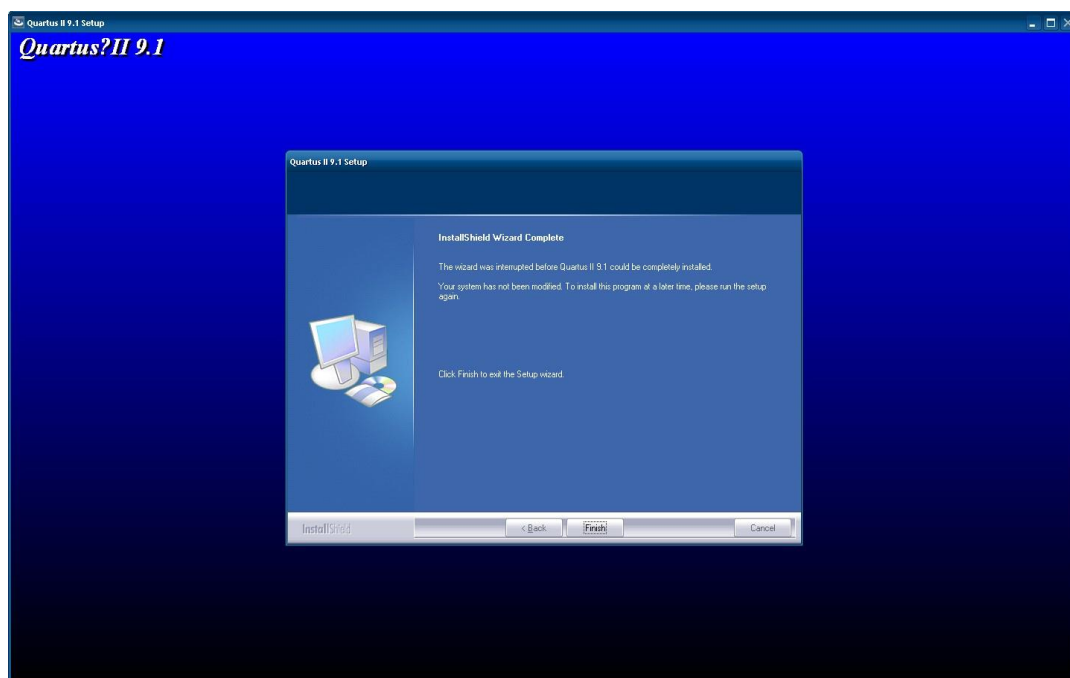 Quartus II 9.1 Setup
Quartus?II 9.1
Quartus II 9.1 Setup
InstallShield Wizard Complete
The wizard was interrupted before Quartus II 9.1 could be completely installed.
Your system has not been modified. To install this program at a later time, please run the setup
again.
Click Finish to exit the Setup wizard.
InstallShield
< Back
Finish
Cancel